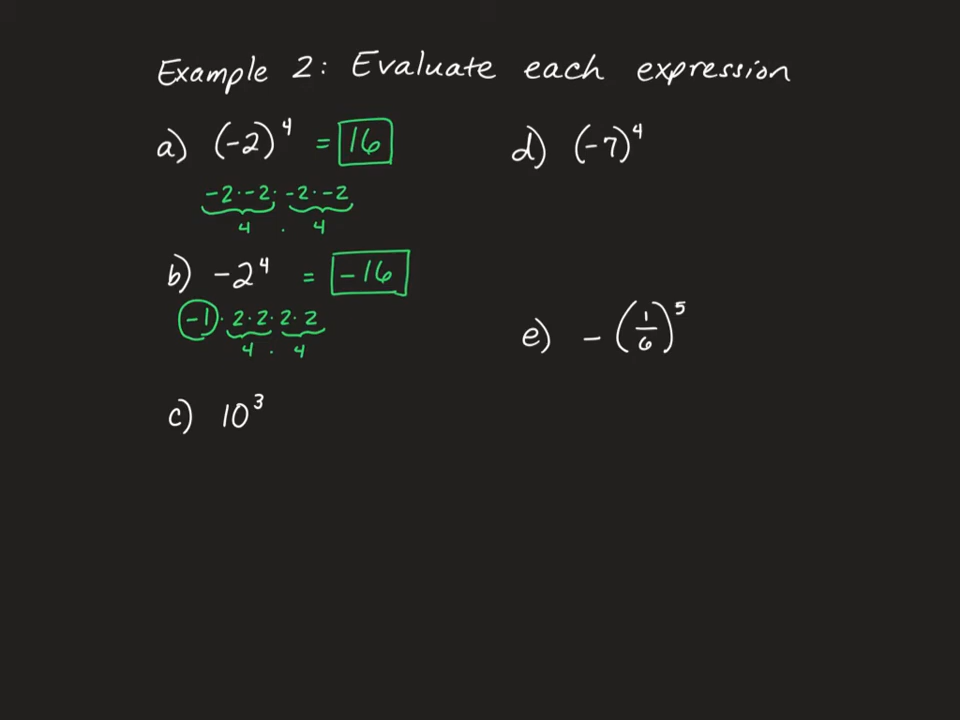 Example 2: Evaluate each expression
a) (-2)⁴ = 16
-2·-2·-2·-2
4 · 4
b) -2⁴ = -16
-1·2·2·2·2
4 · 4
c) 10³
d) (-7)⁴
e) -(1/6)⁵